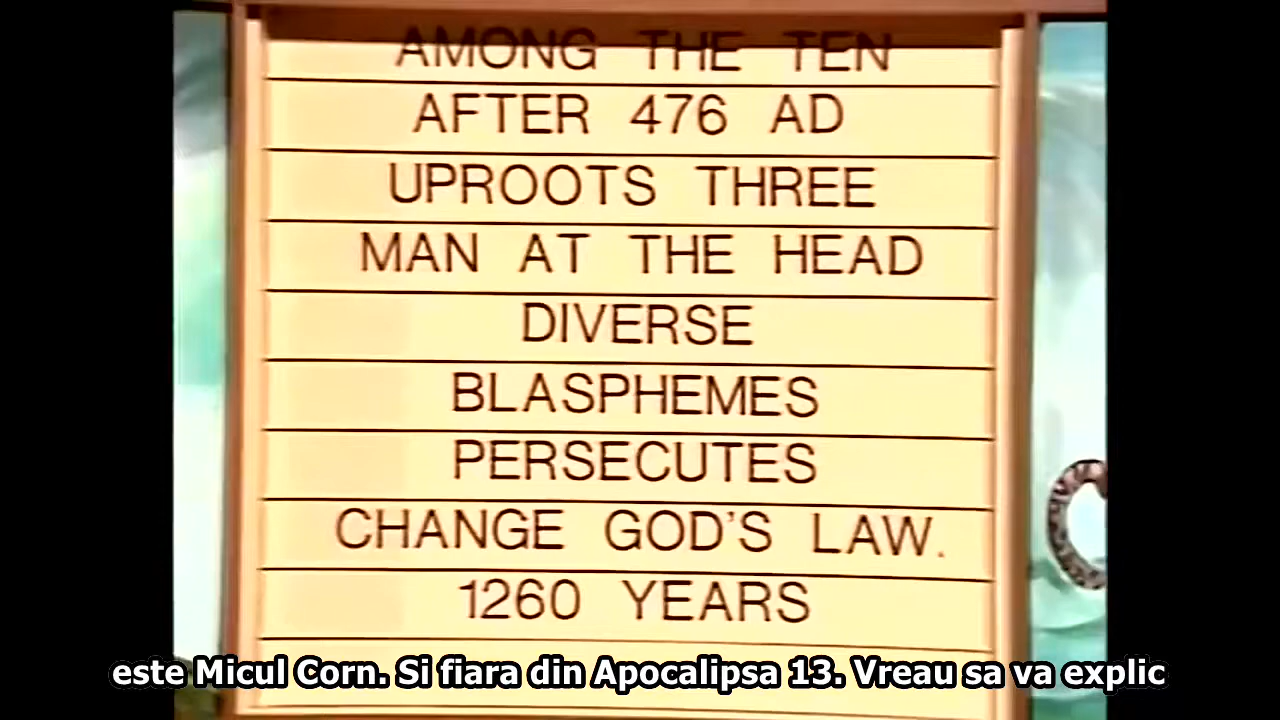 AMONG THE TEN
AFTER 476 AD
UPROOTS THREE
MAN AT THE HEAD
DIVERSE
BLASPHEMES
PERSECUTES
CHANGE GOD'S LAW.
1260 YEARS
este Micul Corn. Si fiara din Apocalipsa 13. Vreau sa va explic